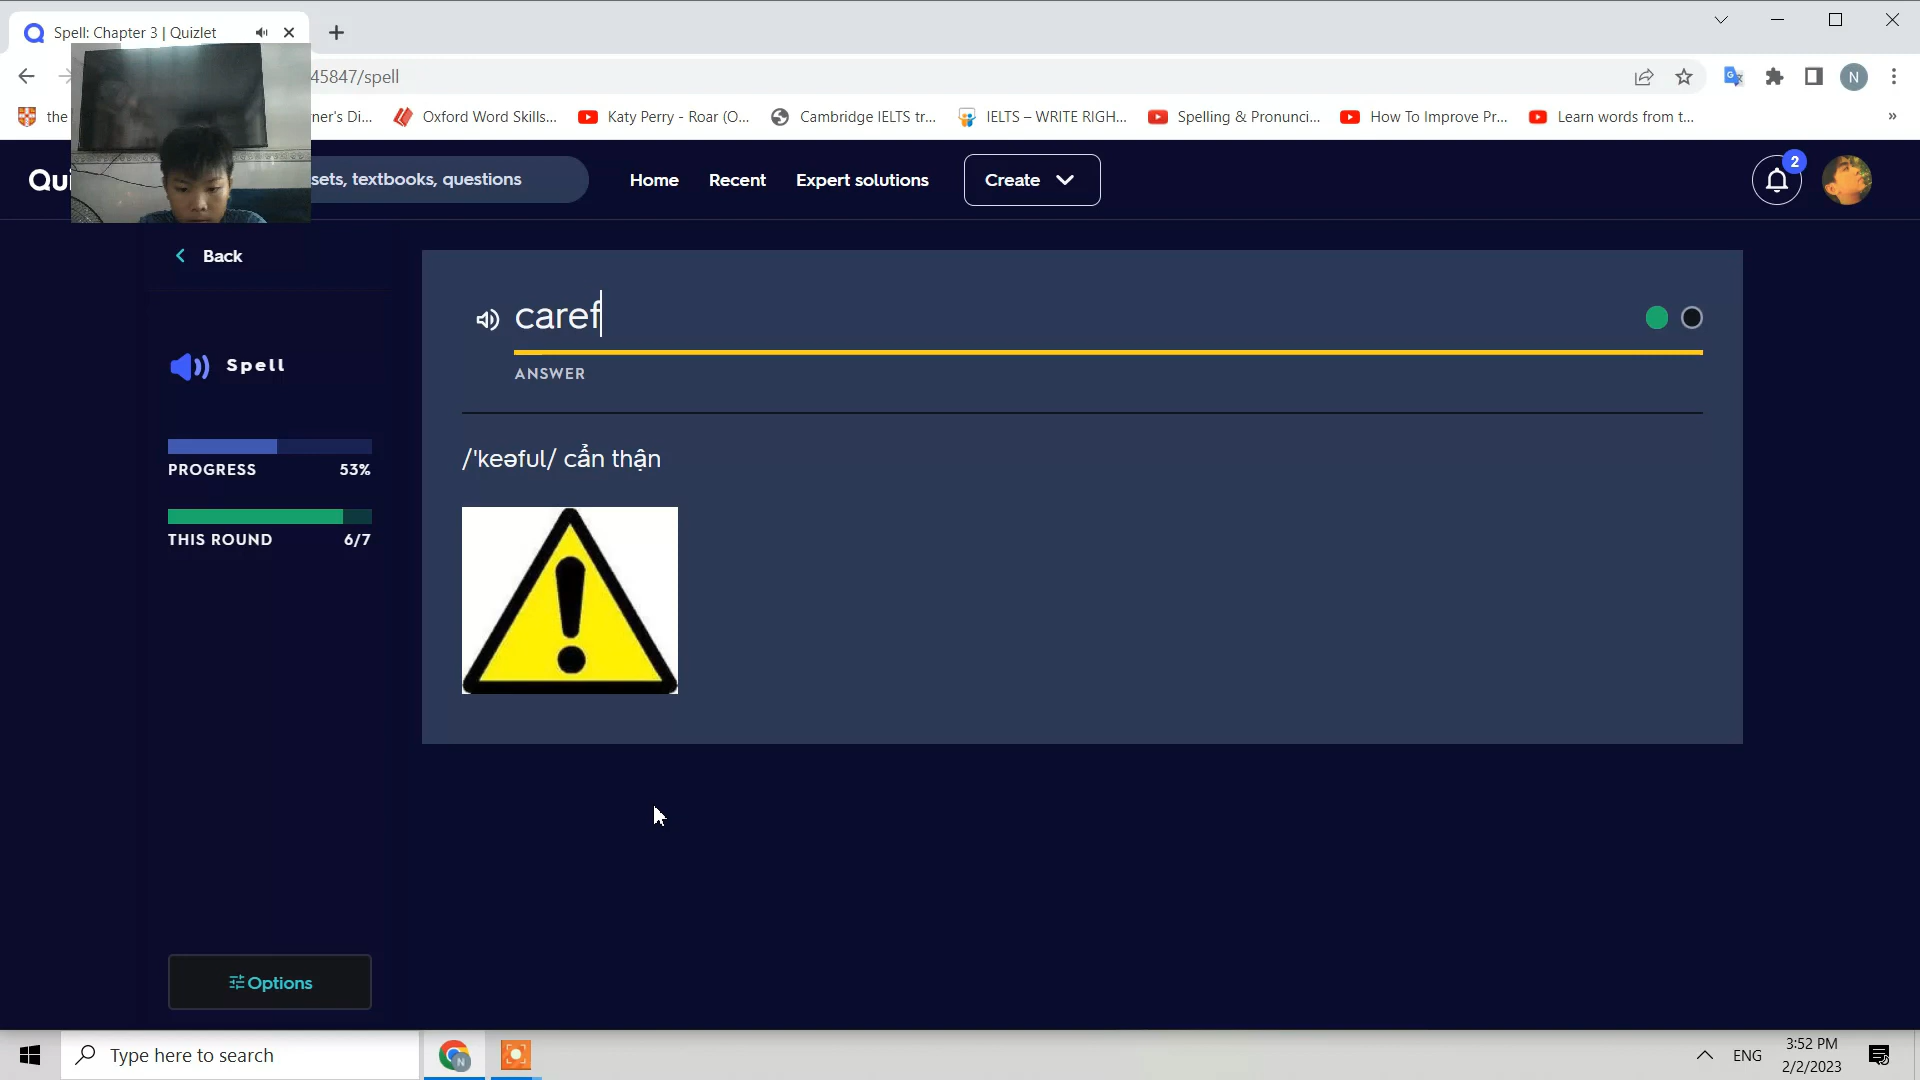 Spell: Chapter 3 | Quizlet
45847/spell
N
the
ner's Di...
Oxford Word Skills...
Katy Perry - Roar (O...
Cambridge IELTS tr...
IELTS – WRITE RIGH...
Spelling & Pronunci...
How To Improve Pr...
Learn words from t...
»
Qui
sets, textbooks, questions
Home
Recent
Expert solutions
Create
2
Back
caref
ANSWER
Spell
PROGRESS 53%
THIS ROUND 6/7
/'keəful/ cẩn thận
Options
Type here to search
N
ENG
3:52 PM
2/2/2023